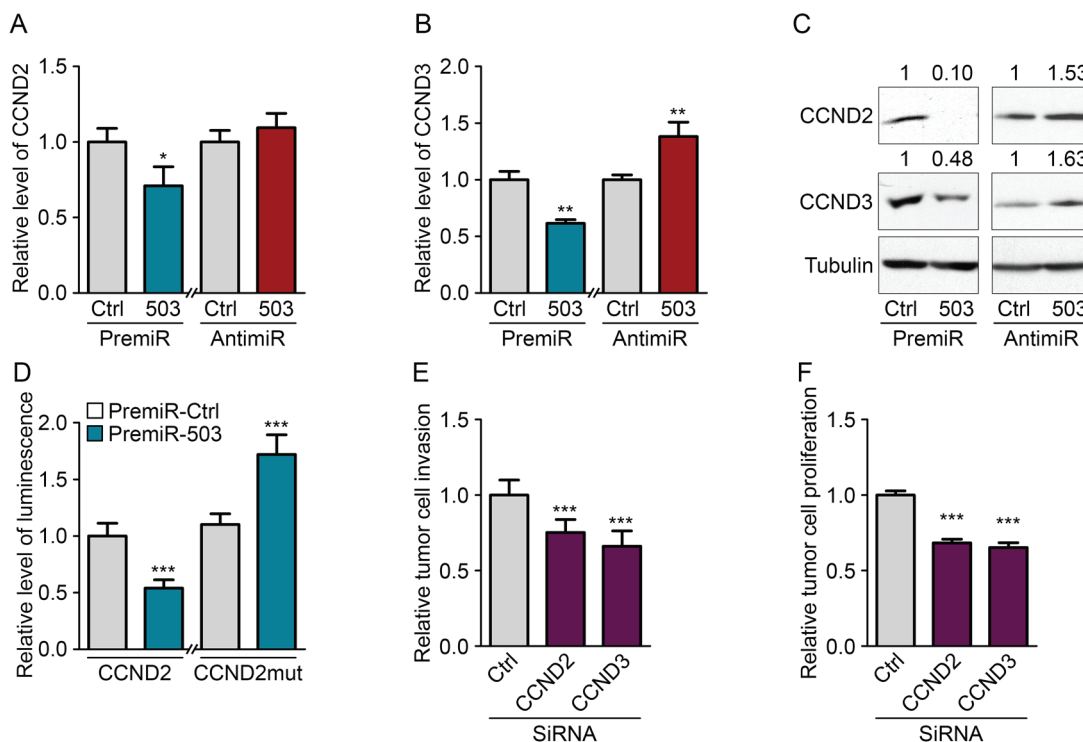 A
Relative level of CCND2
1.5
1.0
0.5
0.0
*
Ctrl 503 Ctrl 503
PremiR AntimiR
B
Relative level of CCND3
2.0
1.5
1.0
0.5
0.0
**
**
Ctrl 503 Ctrl 503
PremiR AntimiR
C
1 0.10 1 1.53
CCND2
1 0.48 1 1.63
CCND3
Tubulin
Ctrl 503 Ctrl 503
PremiR AntimiR
D
Relative level of luminescence
PremiR-Ctrl
PremiR-503
2.0
1.5
1.0
0.5
0.0
***
***
CCND2 CCND2mut
E
Relative tumor cell invasion
1.5
1.0
0.5
0.0
***
***
Ctrl
CCND2
CCND3
SiRNA
F
Relative tumor cell proliferation
1.5
1.0
0.5
0.0
***
***
Ctrl
CCND2
CCND3
SiRNA